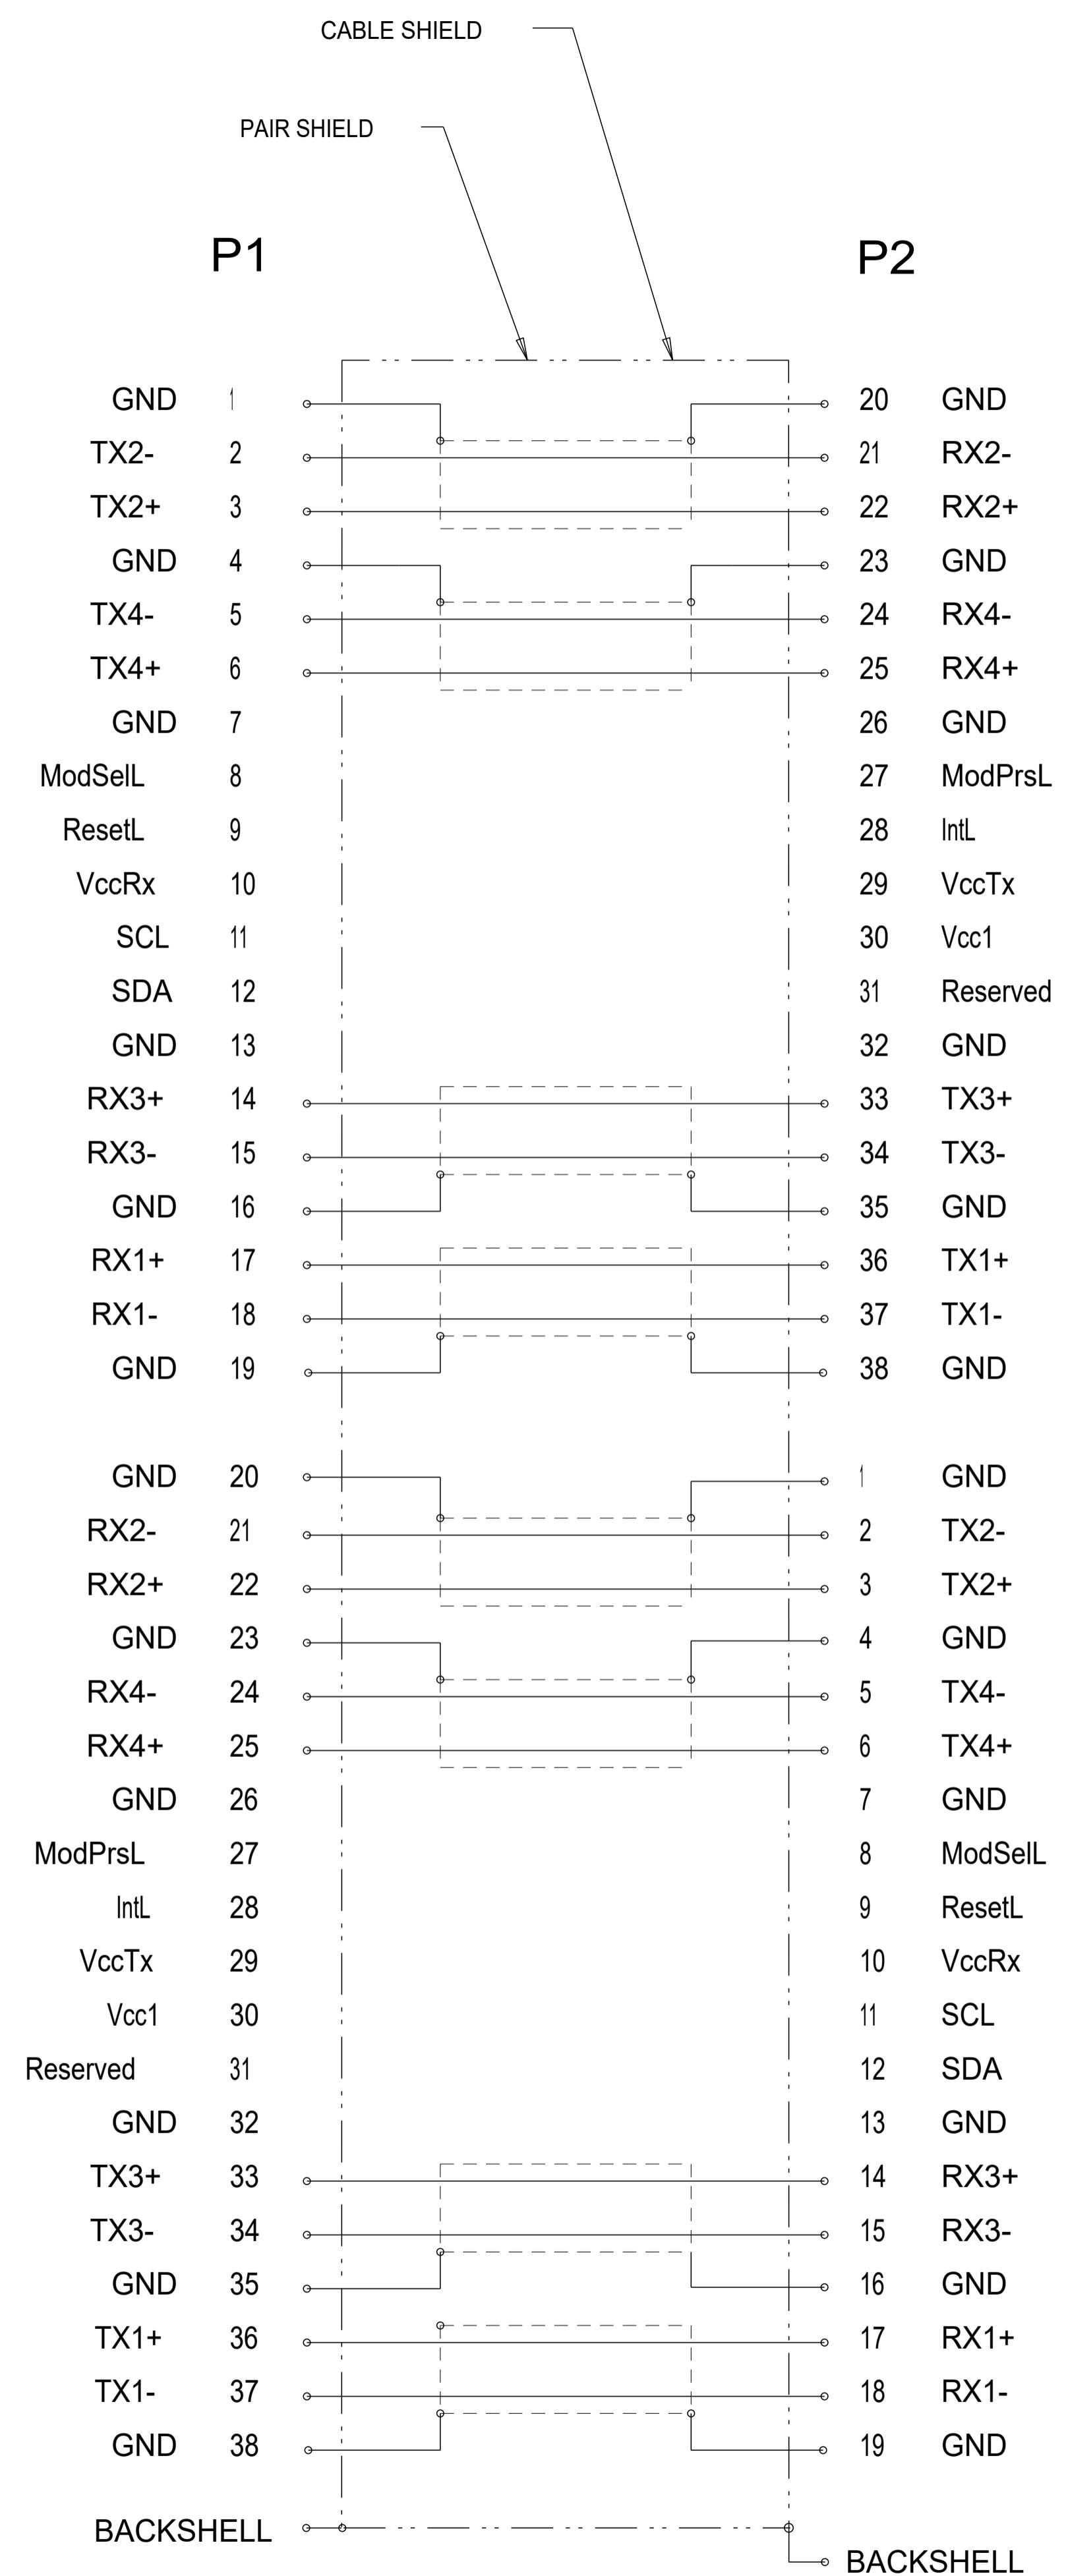 CABLE SHIELD
PAIR SHIELD
P1 P2
GND 1 20 GND
TX2- 2 21 RX2-
TX2+ 3 22 RX2+
GND 4 23 GND
TX4- 5 24 RX4-
TX4+ 6 25 RX4+
GND 7 26 GND
ModSelL 8 27 ModPrsL
ResetL 9 28 IntL
VccRx 10 29 VccTx
SCL 11 30 Vcc1
SDA 12 31 Reserved
GND 13 32 GND
RX3+ 14 33 TX3+
RX3- 15 34 TX3-
GND 16 35 GND
RX1+ 17 36 TX1+
RX1- 18 37 TX1-
GND 19 38 GND
GND 20 1 GND
RX2- 21 2 TX2-
RX2+ 22 3 TX2+
GND 23 4 GND
RX4- 24 5 TX4-
RX4+ 25 6 TX4+
GND 26 7 GND
ModPrsL 27 8 ModSelL
IntL 28 9 ResetL
VccTx 29 10 VccRx
Vcc1 30 11 SCL
Reserved 31 12 SDA
GND 32 13 GND
TX3+ 33 14 RX3+
TX3- 34 15 RX3-
GND 35 16 GND
TX1+ 36 17 RX1+
TX1- 37 18 RX1-
GND 38 19 GND
BACKSHELL
BACKSHELL